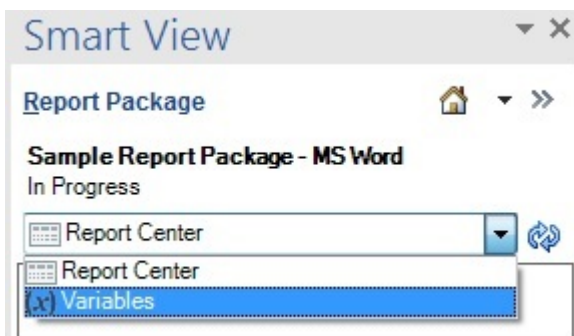 Smart View
Report Package
Sample Report Package - MS Word
In Progress
Report Center
Report Center
(x) Variables